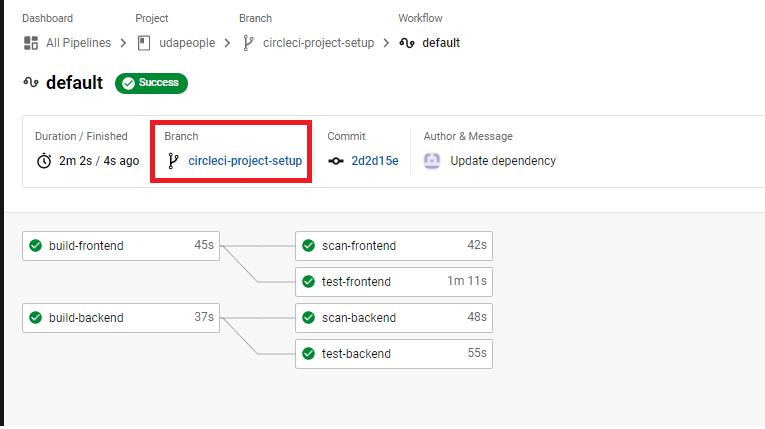 Dashboard Project Branch Workflow
All Pipelines udapeople circleci-project-setup default
default Success
Duration / Finished Branch Commit Author & Message
2m 2s / 4s ago circleci-project-setup 2d2d15e Update dependency
build-frontend 45s scan-frontend 42s
test-frontend 1m 11s
build-backend 37s scan-backend 48s
test-backend 55s